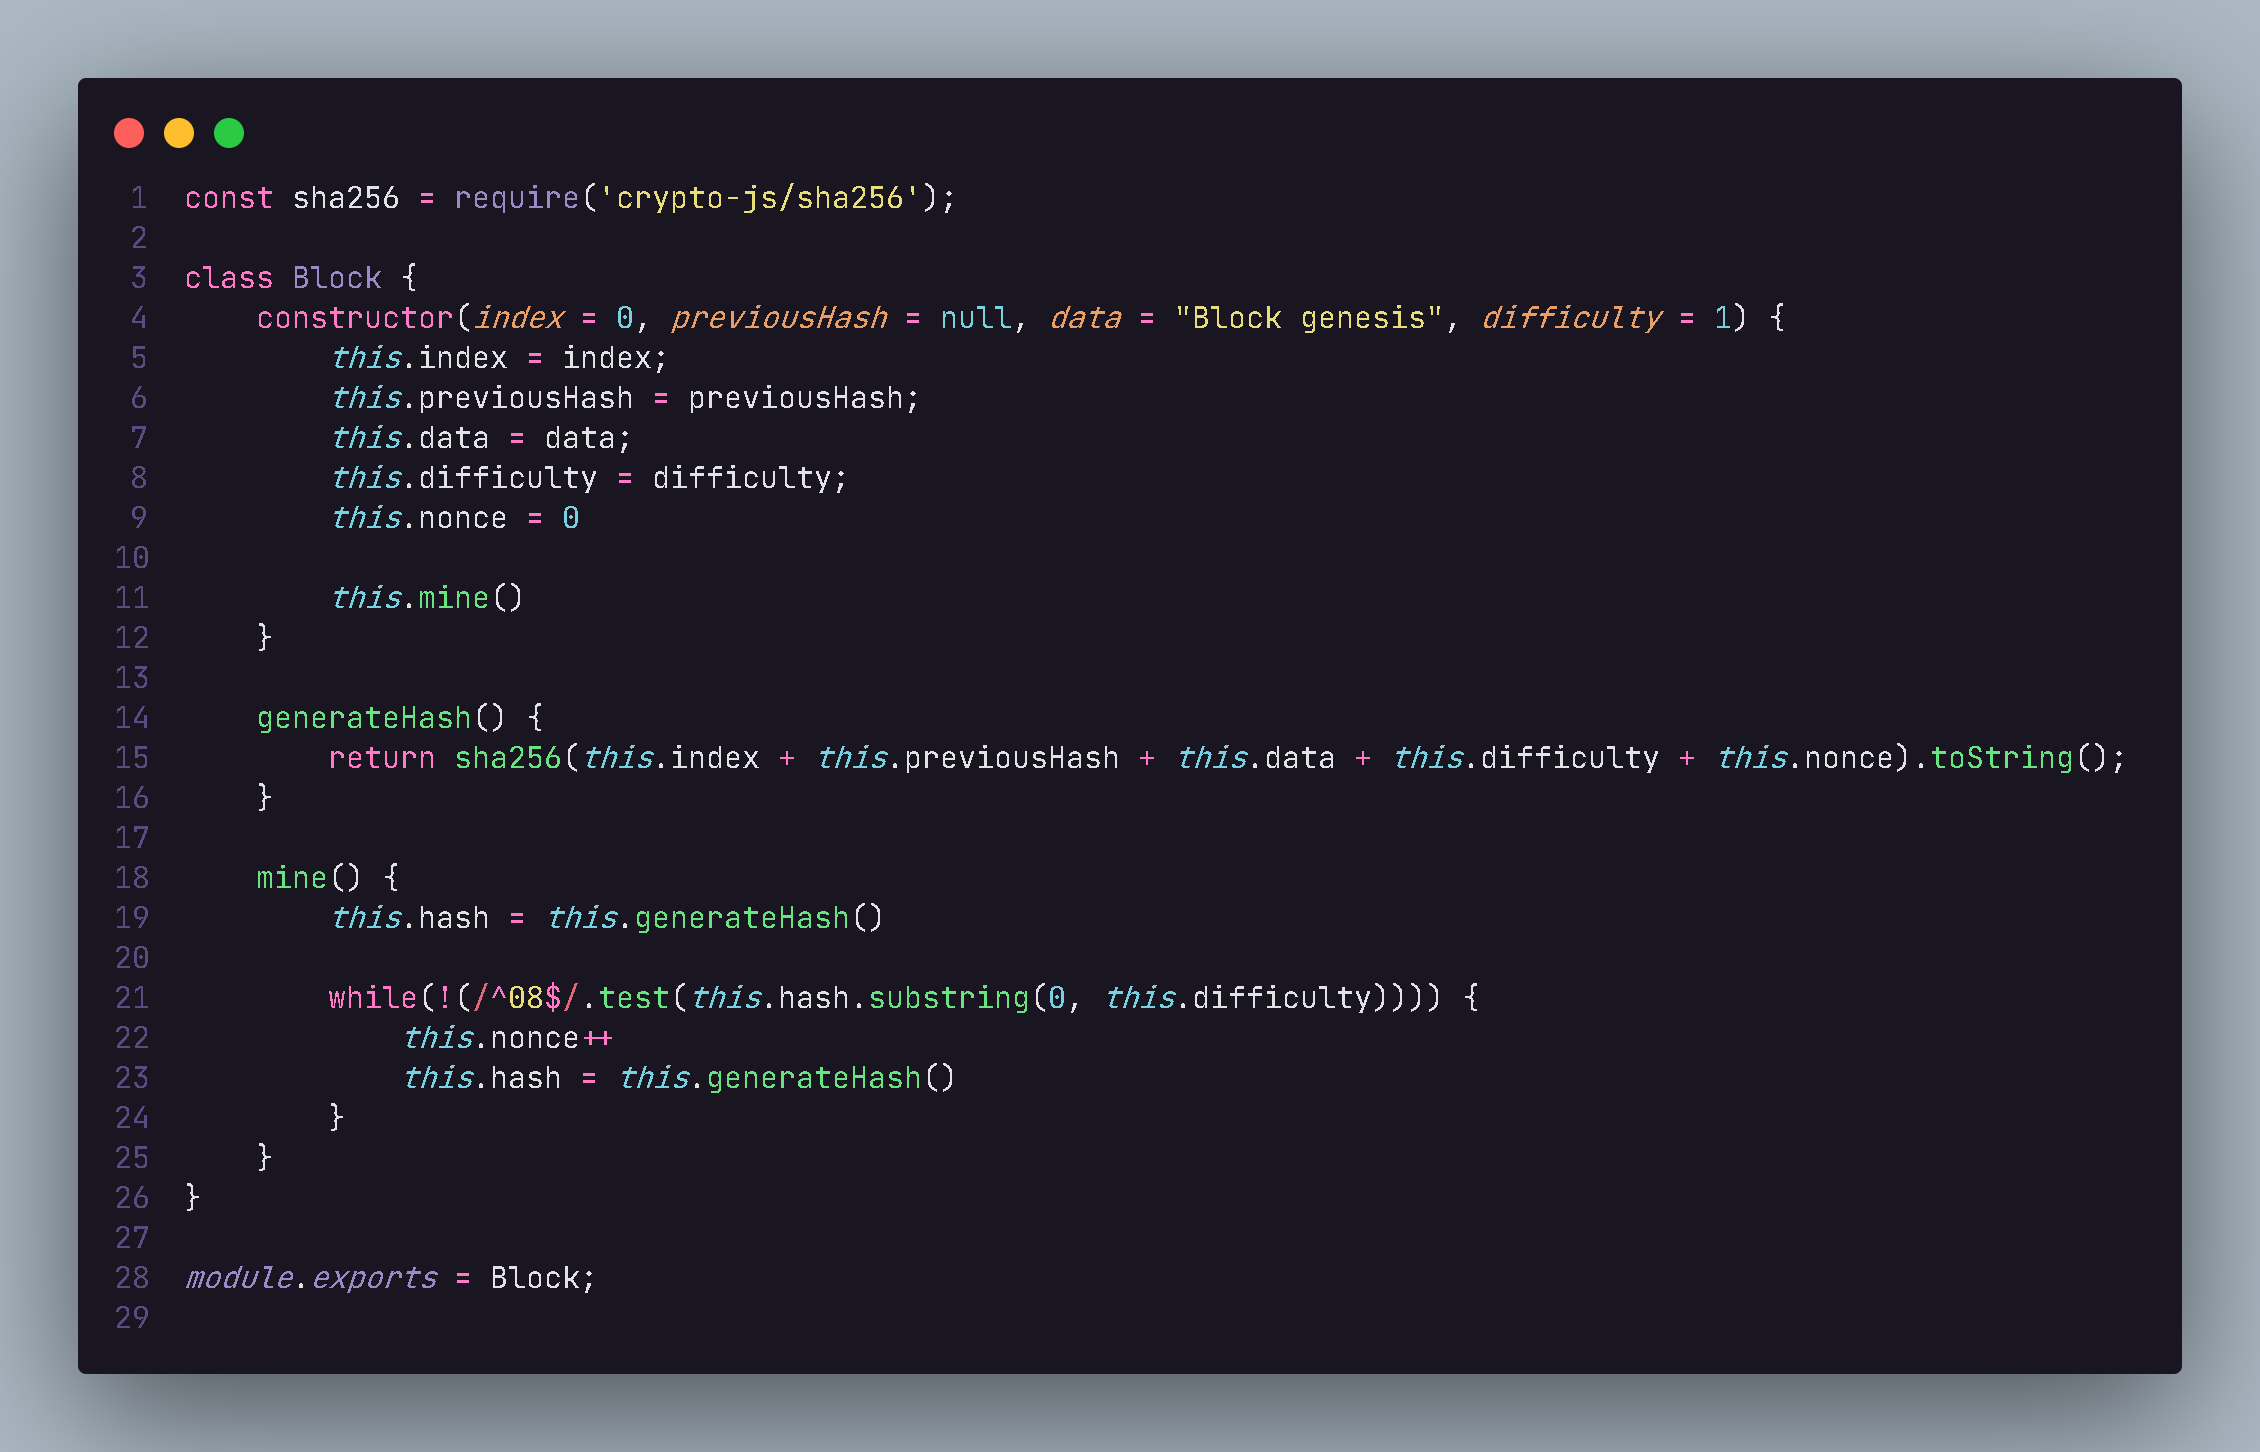 1 const sha256 = require('crypto-js/sha256');
2
3 class Block {
4     constructor(index = 0, previousHash = null, data = "Block genesis", difficulty = 1) {
5         this.index = index;
6         this.previousHash = previousHash;
7         this.data = data;
8         this.difficulty = difficulty;
9         this.nonce = 0
10
11         this.mine()
12     }
13
14     generateHash() {
15         return sha256(this.index + this.previousHash + this.data + this.difficulty + this.nonce).toString();
16     }
17
18     mine() {
19         this.hash = this.generateHash()
20
21         while(!(/^08$/.test(this.hash.substring(0, this.difficulty)))) {
22             this.nonce++
23             this.hash = this.generateHash()
24         }
25     }
26 }
27
28 module.exports = Block;
29